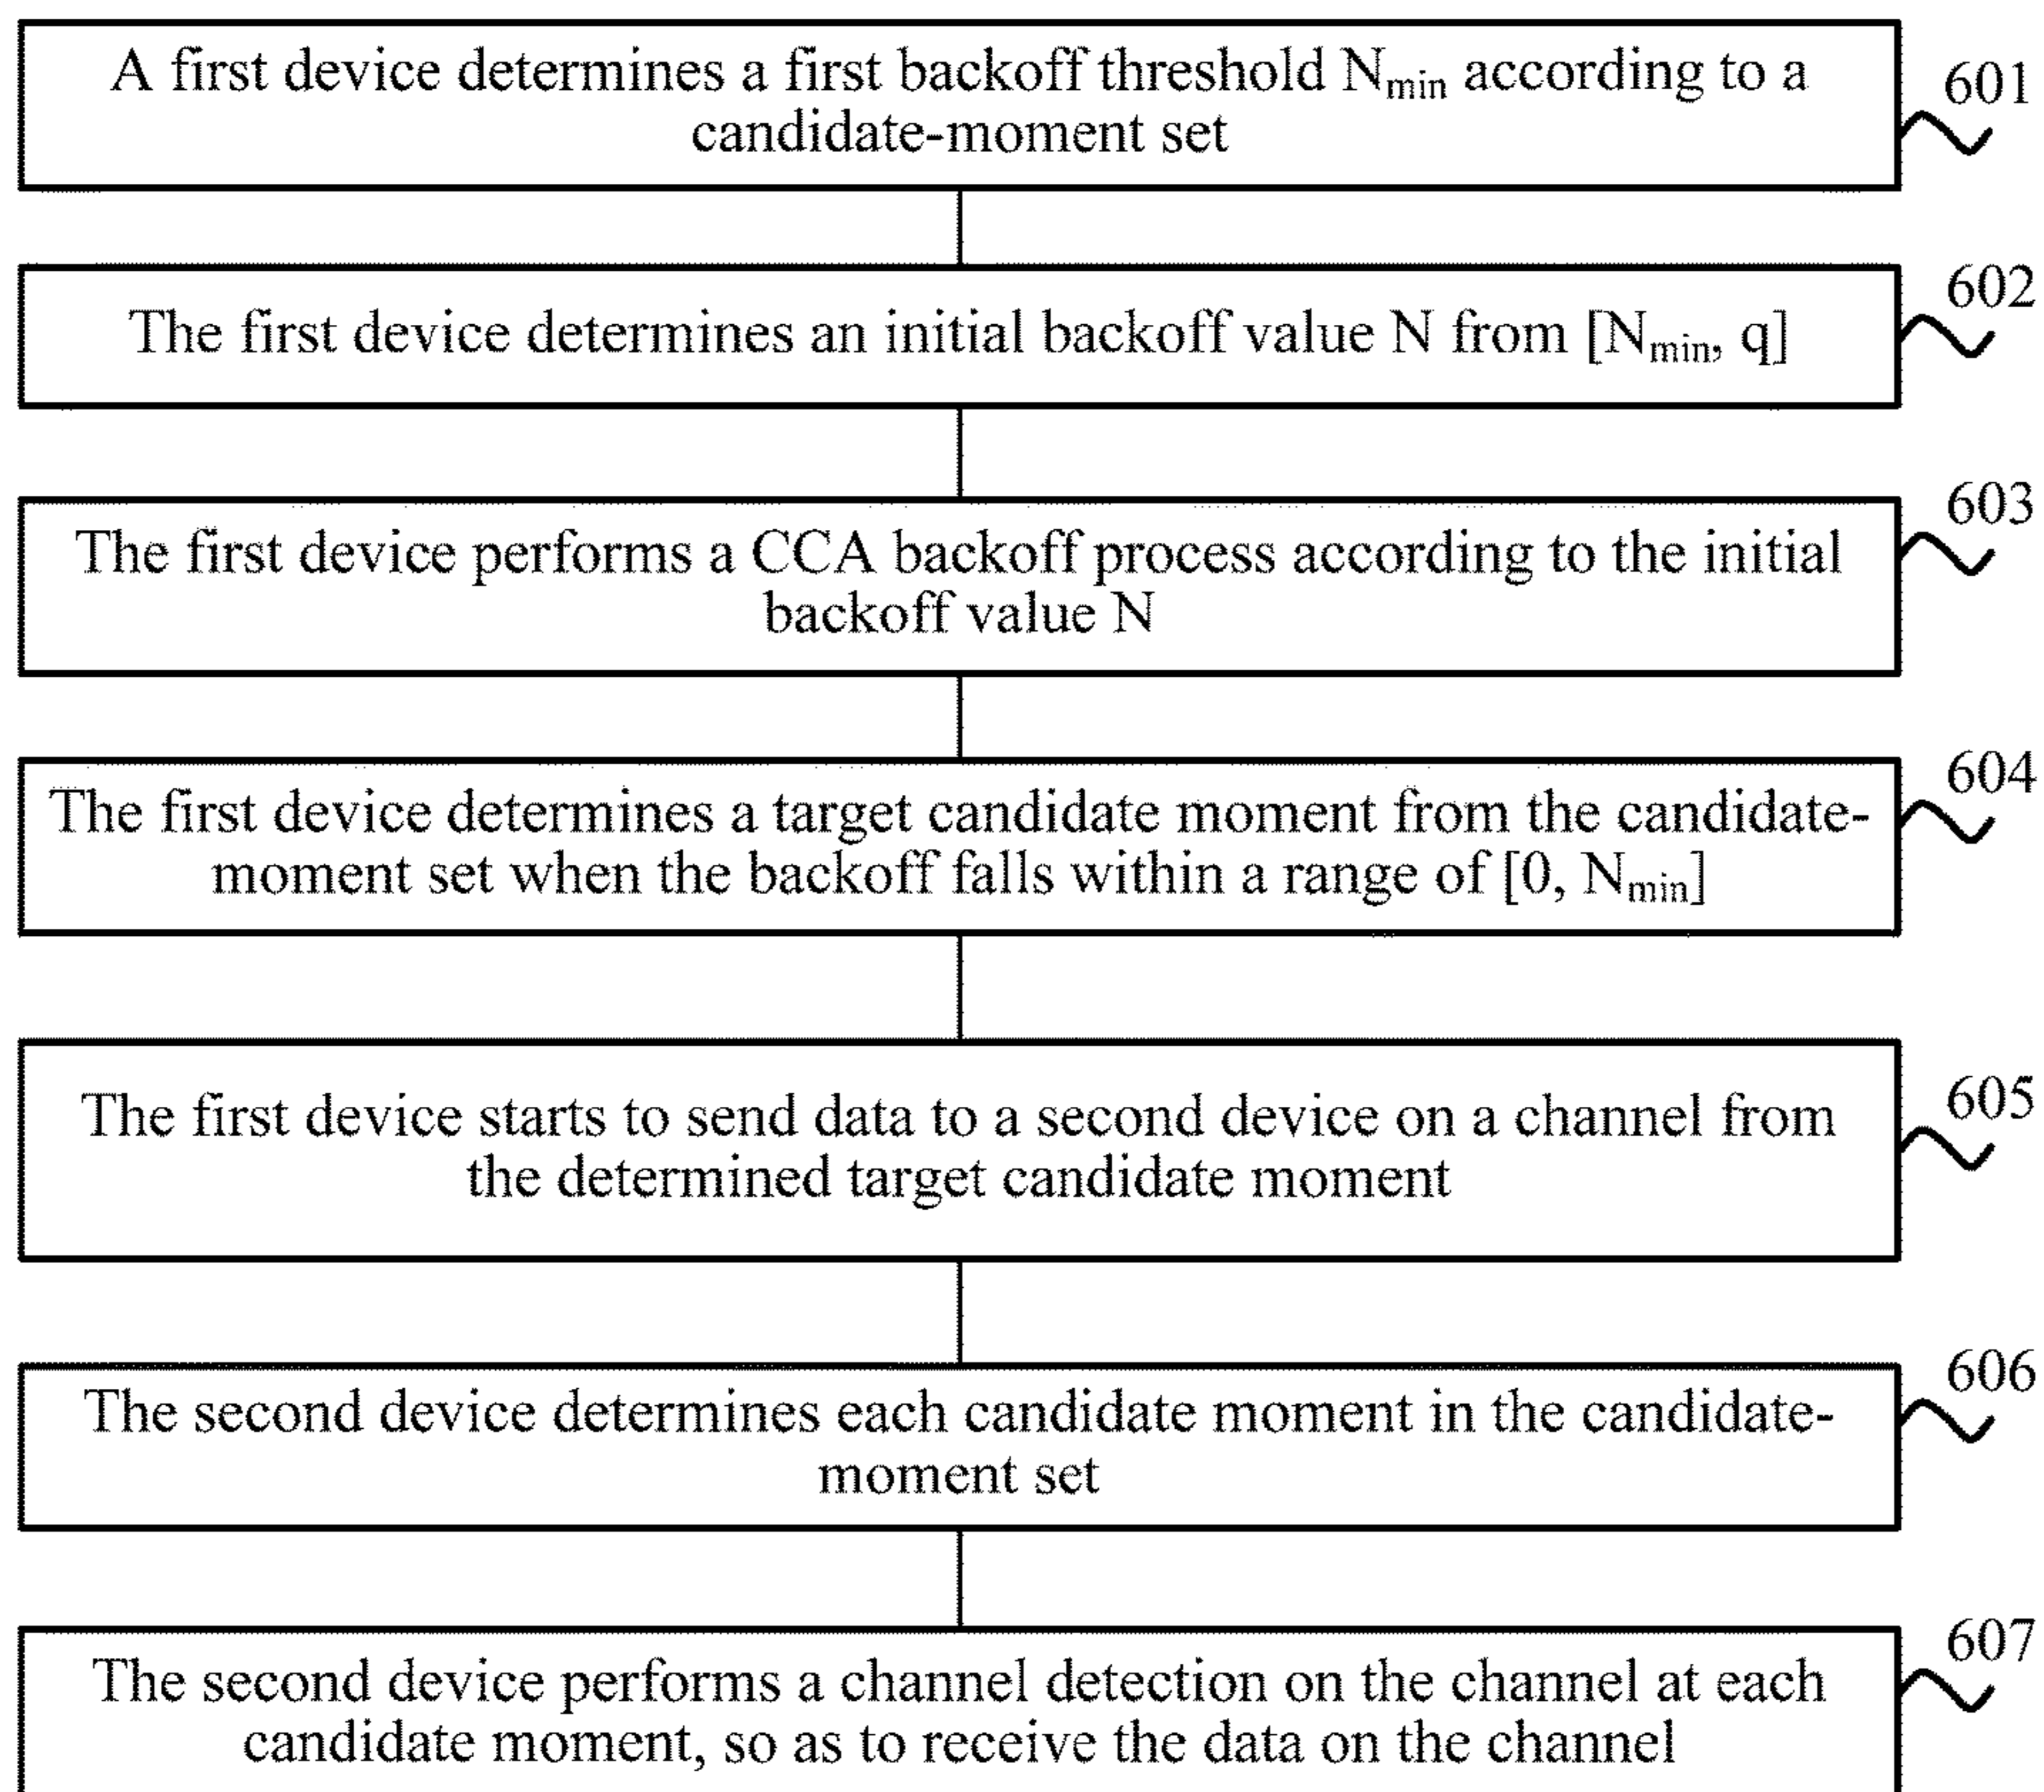 A first device determines a first backoff threshold Nmin according to a
candidate-moment set
601
The first device determines an initial backoff value N from [Nmin, q]
602
The first device performs a CCA backoff process according to the initial
backoff value N
603
The first device determines a target candidate moment from the candidate-
moment set when the backoff falls within a range of [0, Nmin]
604
The first device starts to send data to a second device on a channel from
the determined target candidate moment
605
The second device determines each candidate moment in the candidate-
moment set
606
The second device performs a channel detection on the channel at each
candidate moment, so as to receive the data on the channel
607